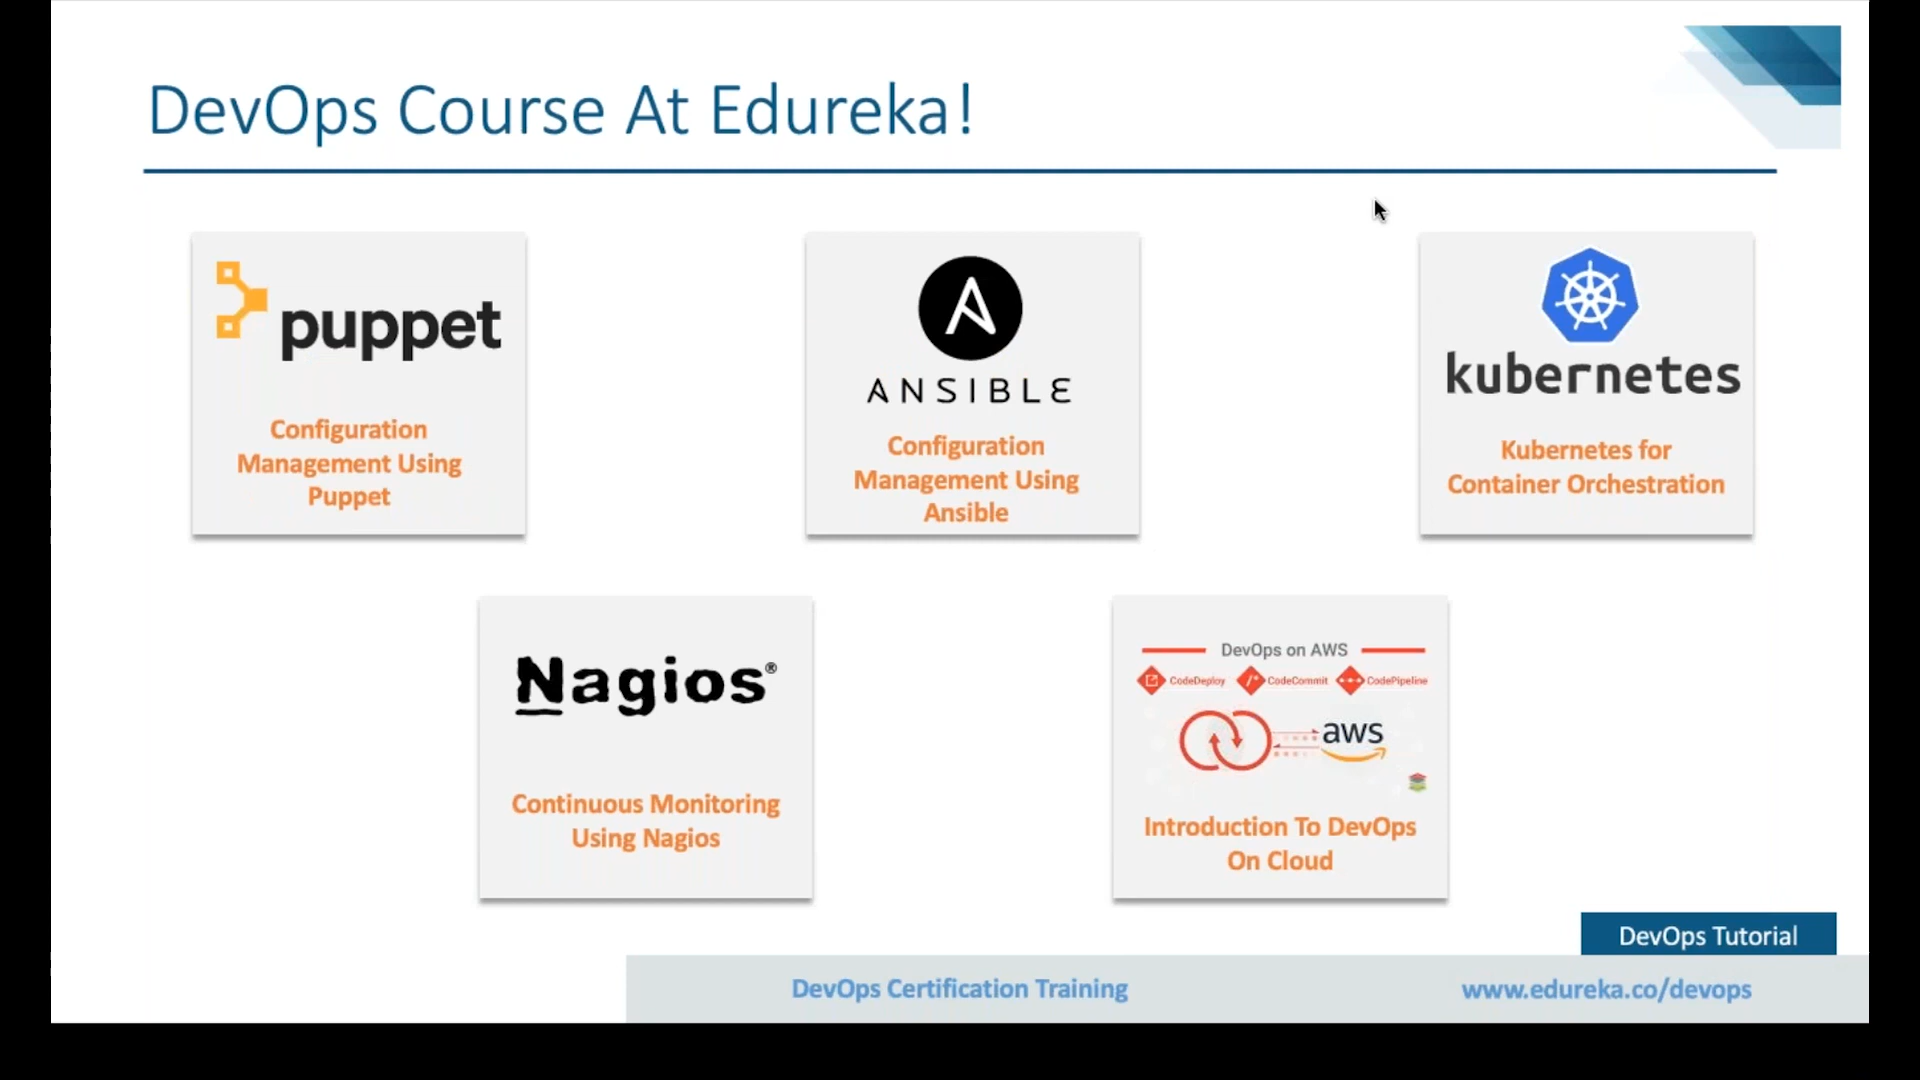 DevOps Course At Edureka!
puppet
Configuration
Management Using
Puppet
ANSIBLE
Configuration
Management Using
Ansible
kubernetes
Kubernetes for
Container Orchestration
Nagios®
Continuous Monitoring
Using Nagios
DevOps on AWS
CodeDeploy CodeCommit CodePipeline
aws
Introduction To DevOps
On Cloud
DevOps Tutorial
DevOps Certification Training
www.edureka.co/devops